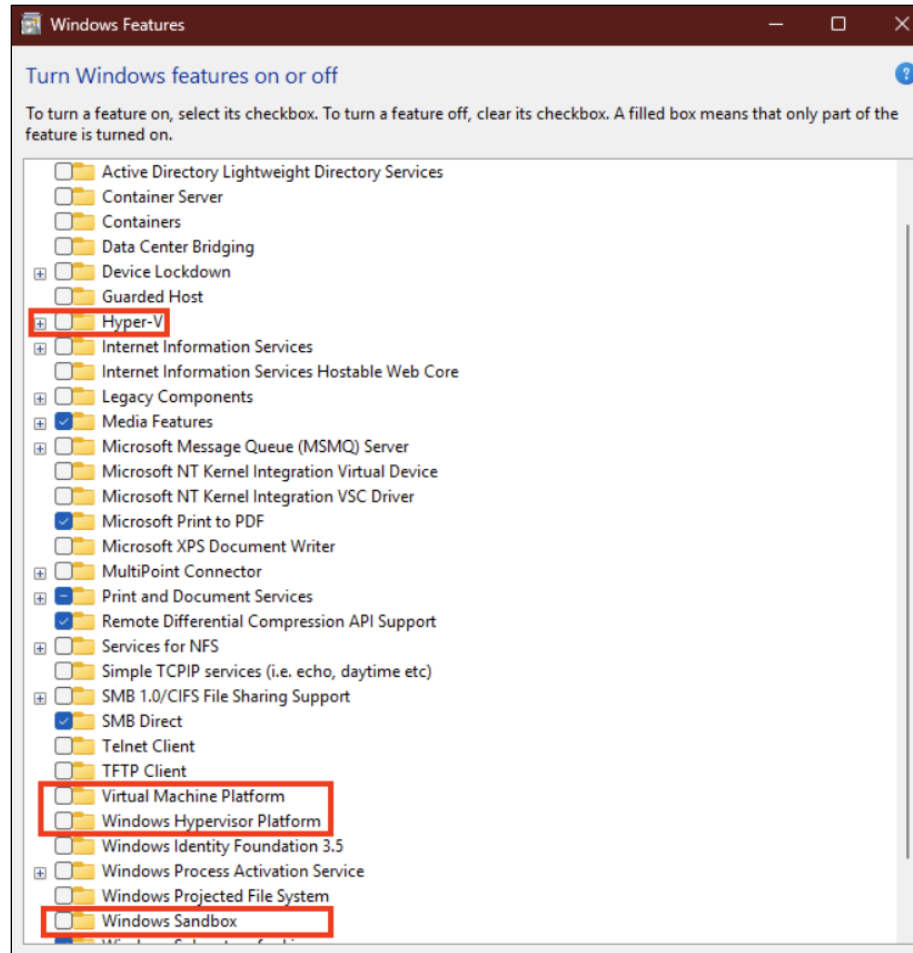 Windows Features
Turn Windows features on or off
?
To turn a feature on, select its checkbox. To turn a feature off, clear its checkbox. A filled box means that only part of the
feature is turned on.
Active Directory Lightweight Directory Services
Container Server
Containers
Data Center Bridging
Device Lockdown
Guarded Host
Hyper-V
Internet Information Services
Internet Information Services Hostable Web Core
Legacy Components
Media Features
Microsoft Message Queue (MSMQ) Server
Microsoft NT Kernel Integration Virtual Device
Microsoft NT Kernel Integration VSC Driver
Microsoft Print to PDF
Microsoft XPS Document Writer
MultiPoint Connector
Print and Document Services
Remote Differential Compression API Support
Services for NFS
Simple TCPIP services (i.e. echo, daytime etc)
SMB 1.0/CIFS File Sharing Support
SMB Direct
Telnet Client
TFTP Client
Virtual Machine Platform
Windows Hypervisor Platform
Windows Identity Foundation 3.5
Windows Process Activation Service
Windows Projected File System
Windows Sandbox